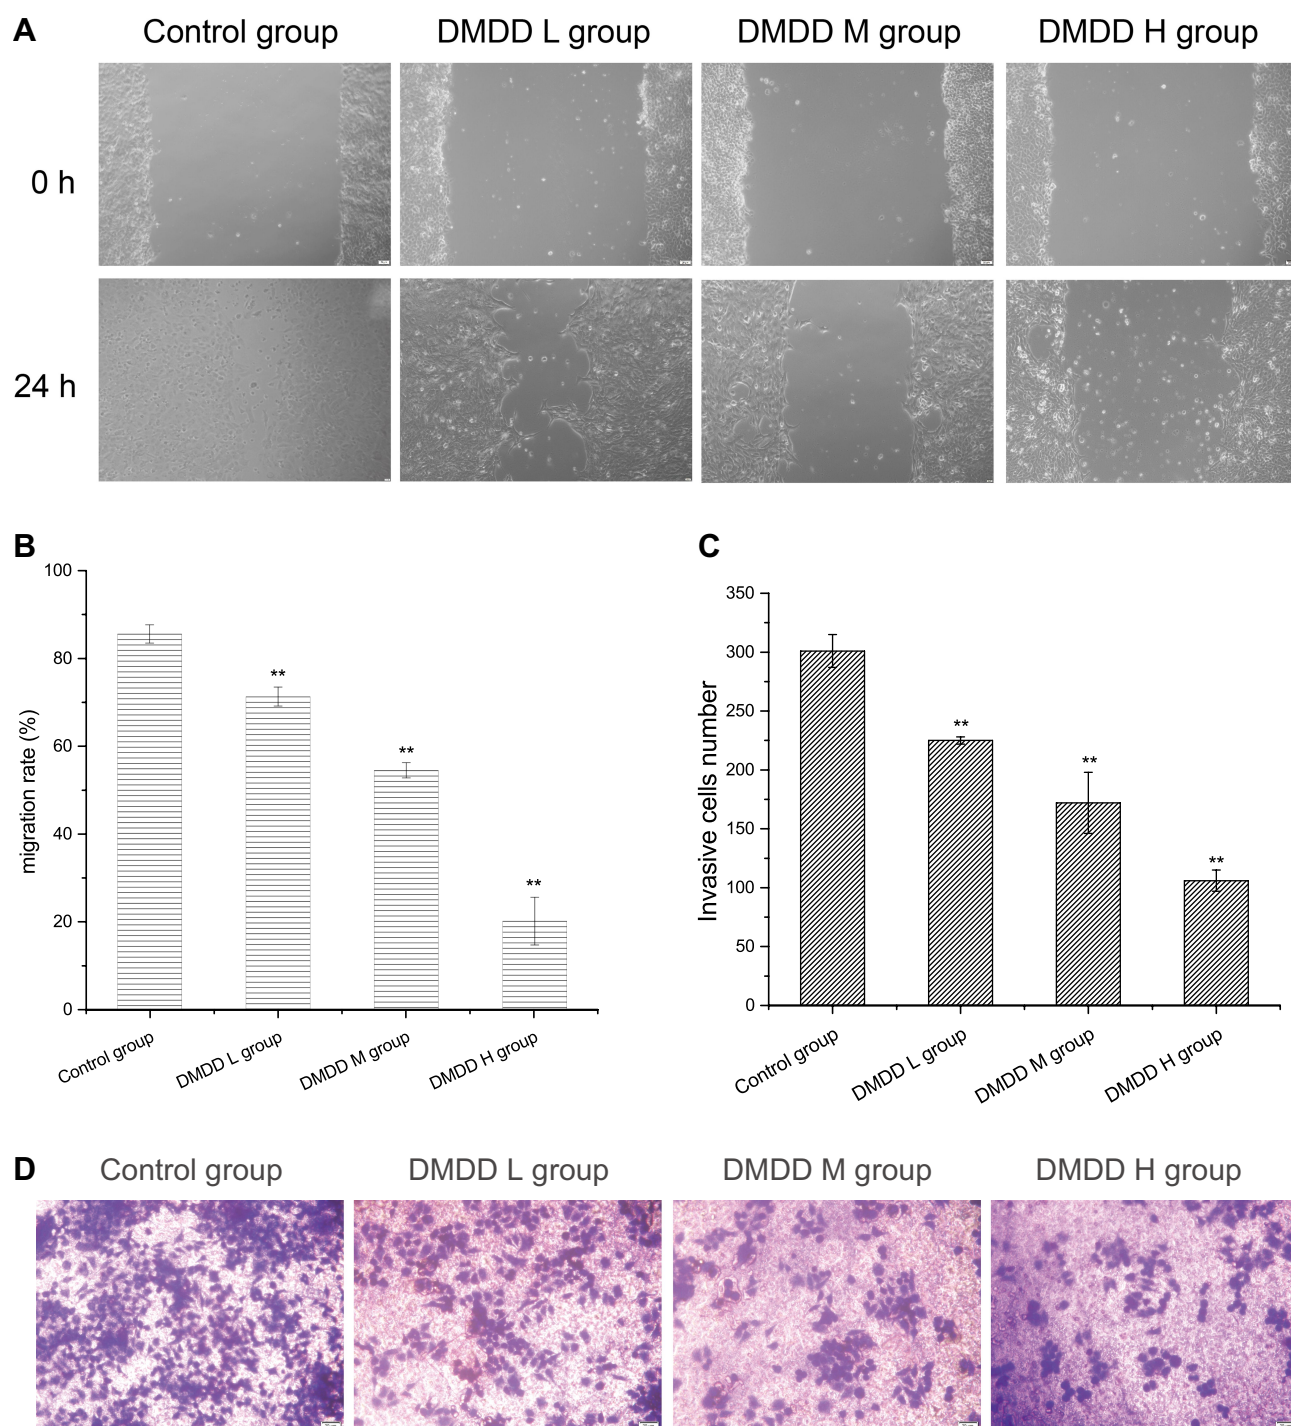 A
Control group
DMDD L group
DMDD M group
DMDD H group
0 h
24 h
B
100
80
60
40
20
0
migration rate (%)
**
**
**
Control group
DMDD L group
DMDD M group
DMDD H group
C
350
300
250
200
150
100
50
0
Invasive cells number
**
**
**
Control group
DMDD L group
DMDD M group
DMDD H group
D
Control group
DMDD L group
DMDD M group
DMDD H group